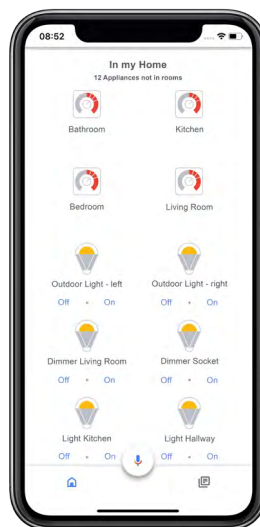 08:52
In my Home
12 Appliances not in rooms
Bathroom Kitchen
Bedroom Living Room
Outdoor Light - left Outdoor Light - right
Off On Off On
Dimmer Living Room Dimmer Socket
Off On Off On
Light Kitchen Light Hallway
Off On Off On